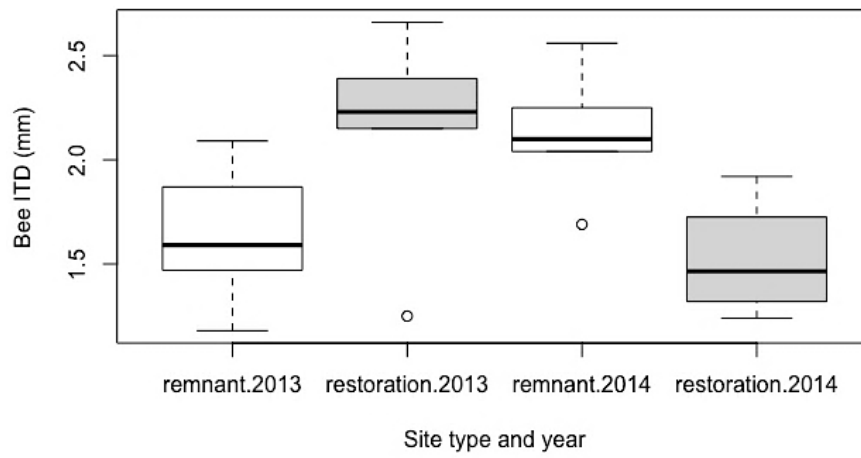 Bee ITD (mm)
2.5
2.0
1.5
remnant.2013 restoration.2013 remnant.2014 restoration.2014
Site type and year